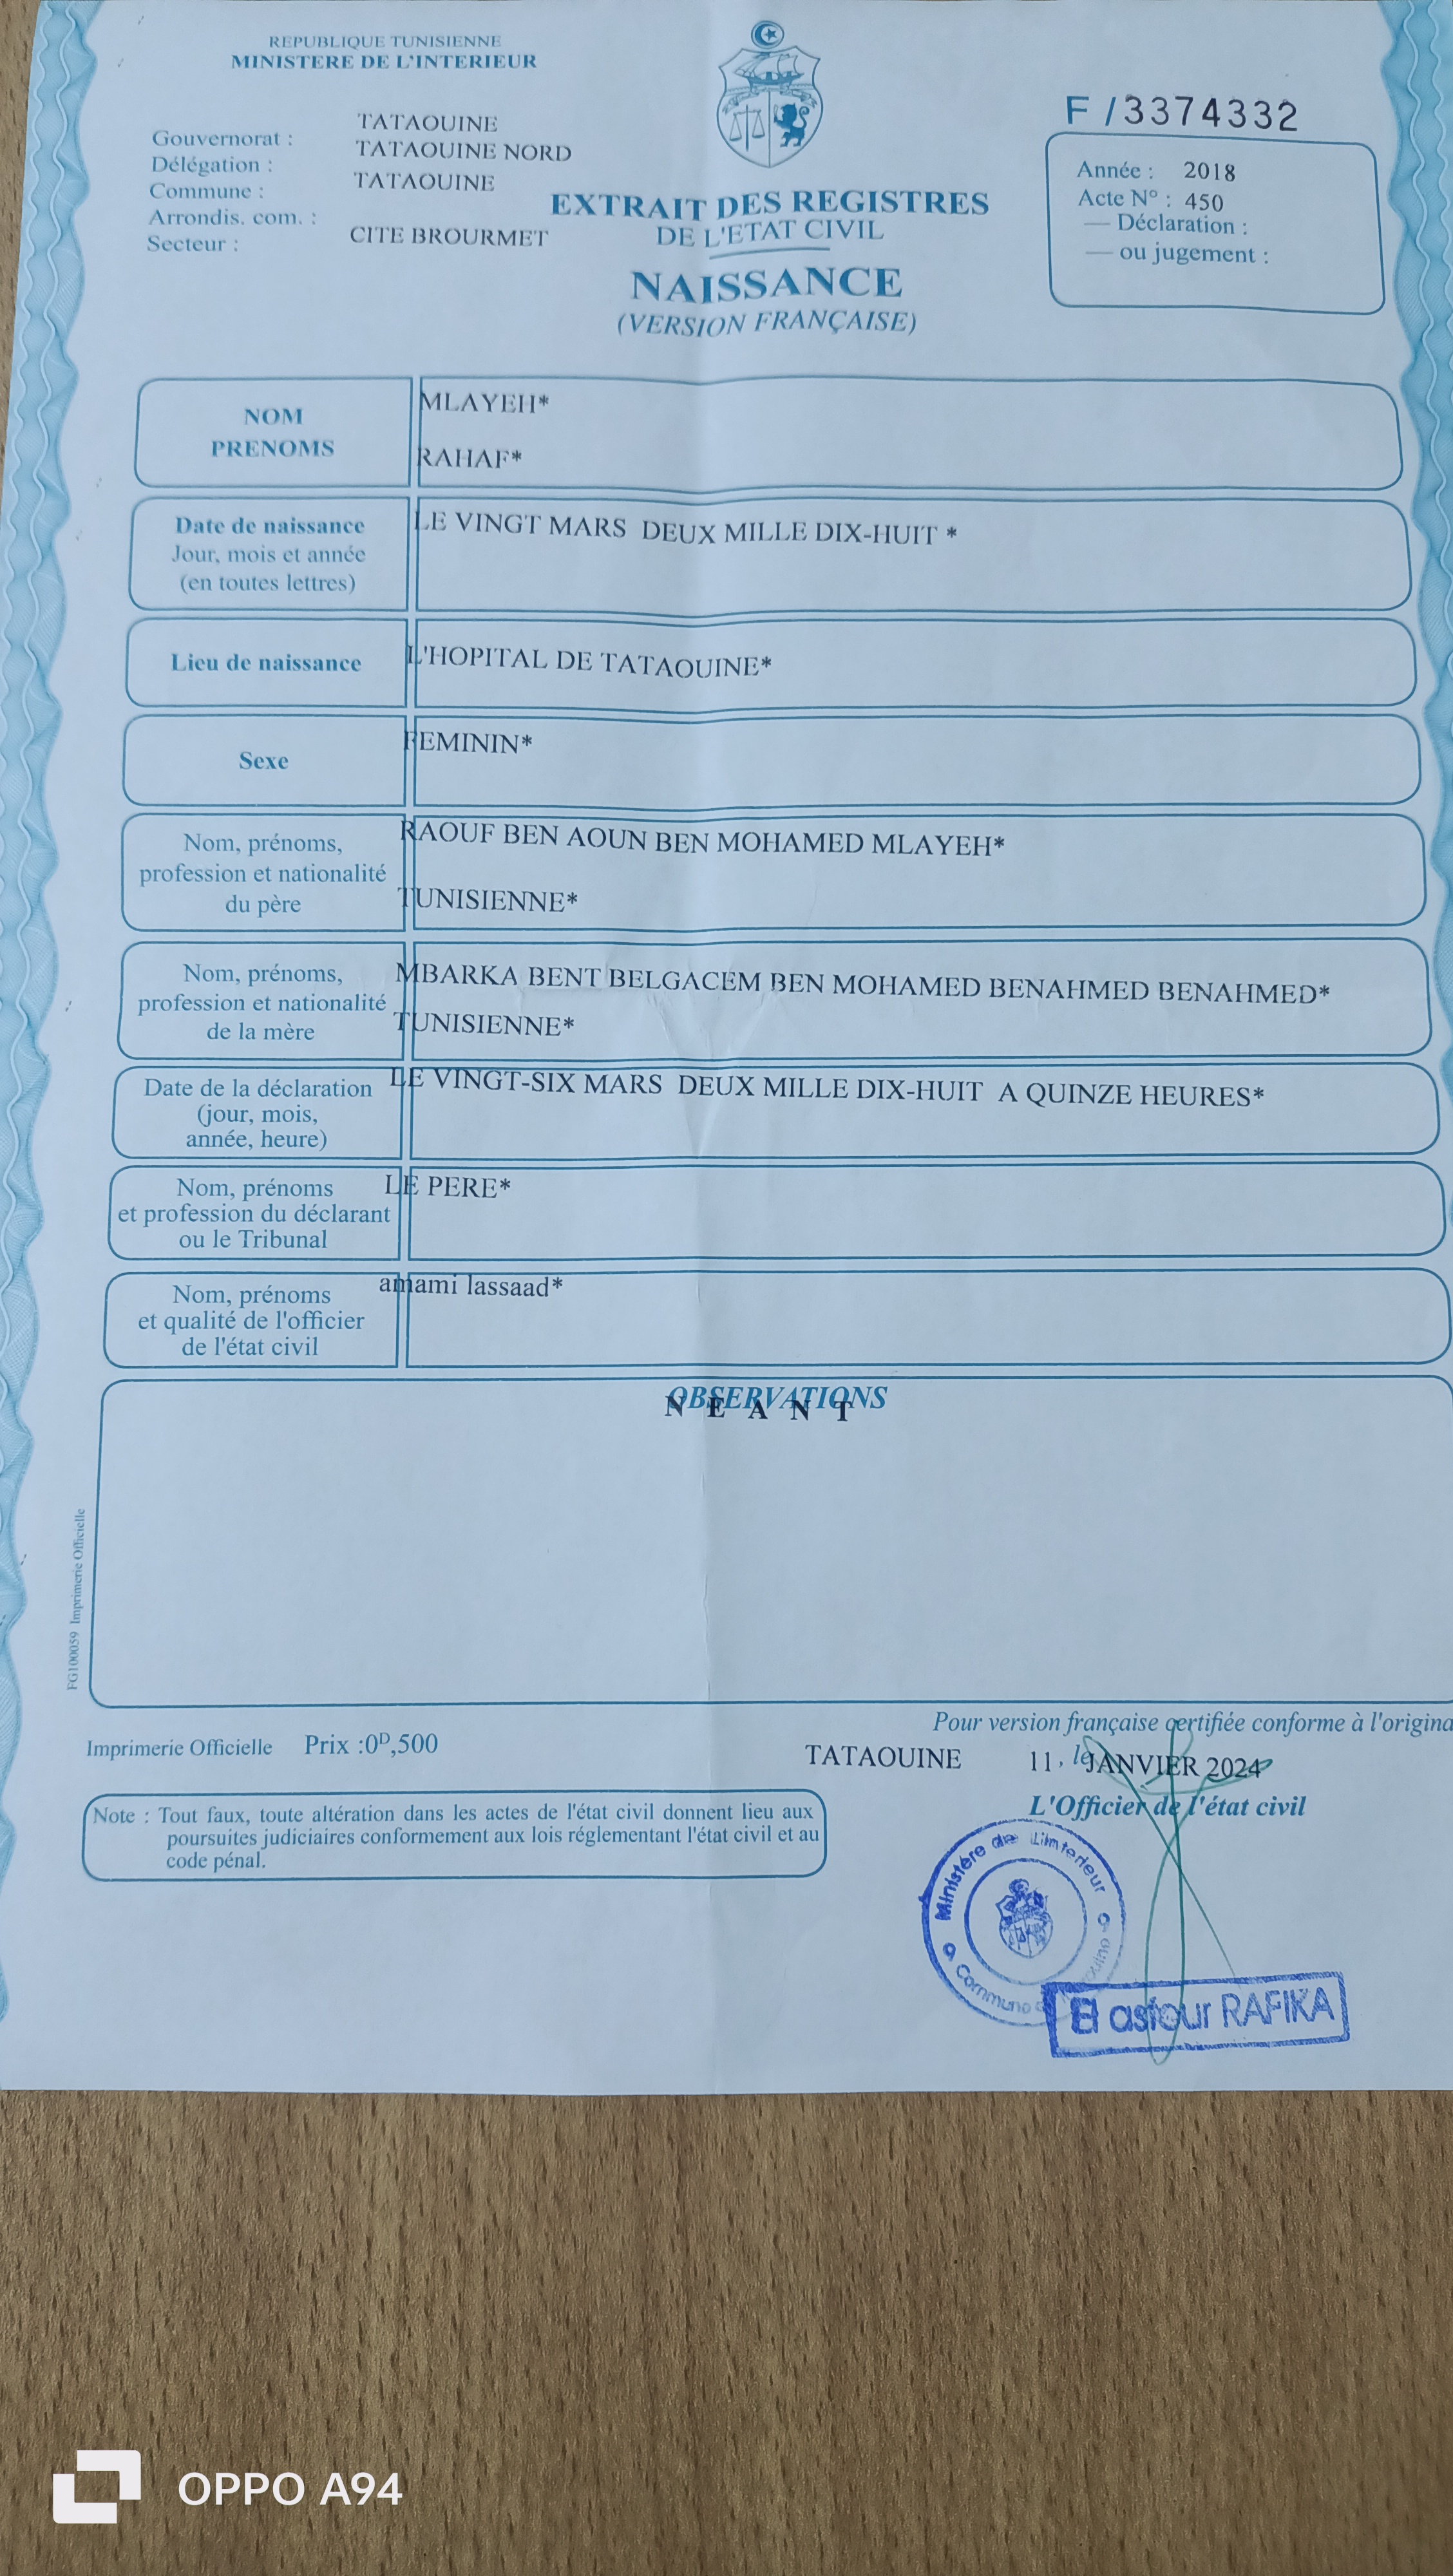 REPUBLIQUE TUNISIENNE
MINISTERE DE L'INTERIEUR
F /3374332
Gouvernorat : TATAOUINE
Délégation : TATAOUINE NORD
Commune : TATAOUINE
Arrondis. com. :
Secteur : CITE BROURMET
EXTRAIT DES REGISTRES
DE L'ETAT CIVIL
NAISSANCE
(VERSION FRANÇAISE)
Année : 2018
Acte N° : 450
— Déclaration :
— ou jugement :
NOM MLAYEH*
PRENOMS RAHAF*
Date de naissance LE VINGT MARS DEUX MILLE DIX-HUIT *
Jour, mois et année
(en toutes lettres)
Lieu de naissance L'HOPITAL DE TATAOUINE*
Sexe FEMININ*
Nom, prénoms, RAOUF BEN AOUN BEN MOHAMED MLAYEH*
profession et nationalité
du père TUNISIENNE*
Nom, prénoms, MBARKA BENT BELGACEM BEN MOHAMED BENAHMED BENAHMED*
profession et nationalité
de la mère TUNISIENNE*
Date de la déclaration LE VINGT-SIX MARS DEUX MILLE DIX-HUIT A QUINZE HEURES*
(jour, mois,
année, heure)
Nom, prénoms LE PERE*
et profession du déclarant
ou le Tribunal
Nom, prénoms amami lassaad*
et qualité de l'officier
de l'état civil
OBSERVATIONS
N E A N T
FG100059 Imprimerie Officielle
Pour version française certifiée conforme à l'origina
Imprimerie Officielle Prix :0D,500
TATAOUINE 11, le JANVIER 2024
L'Officier de l'état civil
Note : Tout faux, toute altération dans les actes de l'état civil donnent lieu aux
poursuites judiciaires conformement aux lois réglementant l'état civil et au
code pénal.
Ministère de L'interieur
Commune
El asfour RAFIKA
OPPO A94